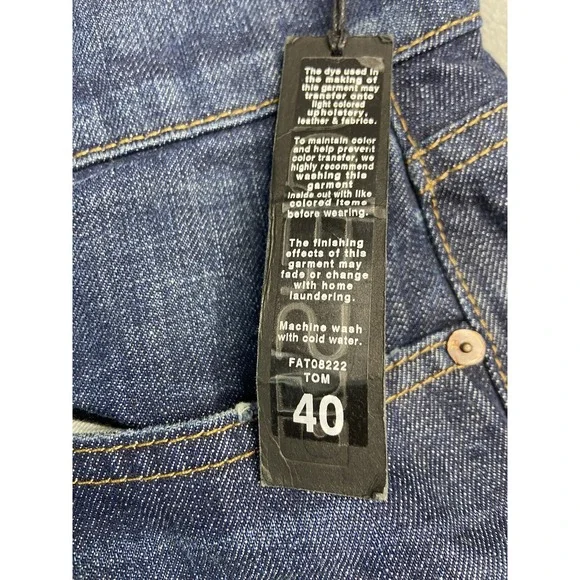 The dye used in
the making of
this garment may
transfer onto
light colored
upholstery,
leather & fabrics.
To maintain color
and help prevent
color transfer, we
highly recommend
washing this
garment
inside out with like
colored items
before wearing.
The finishing
effects of this
garment may
fade or change
with home
laundering.
Machine wash
with cold water.
FAT08222
TOM
40